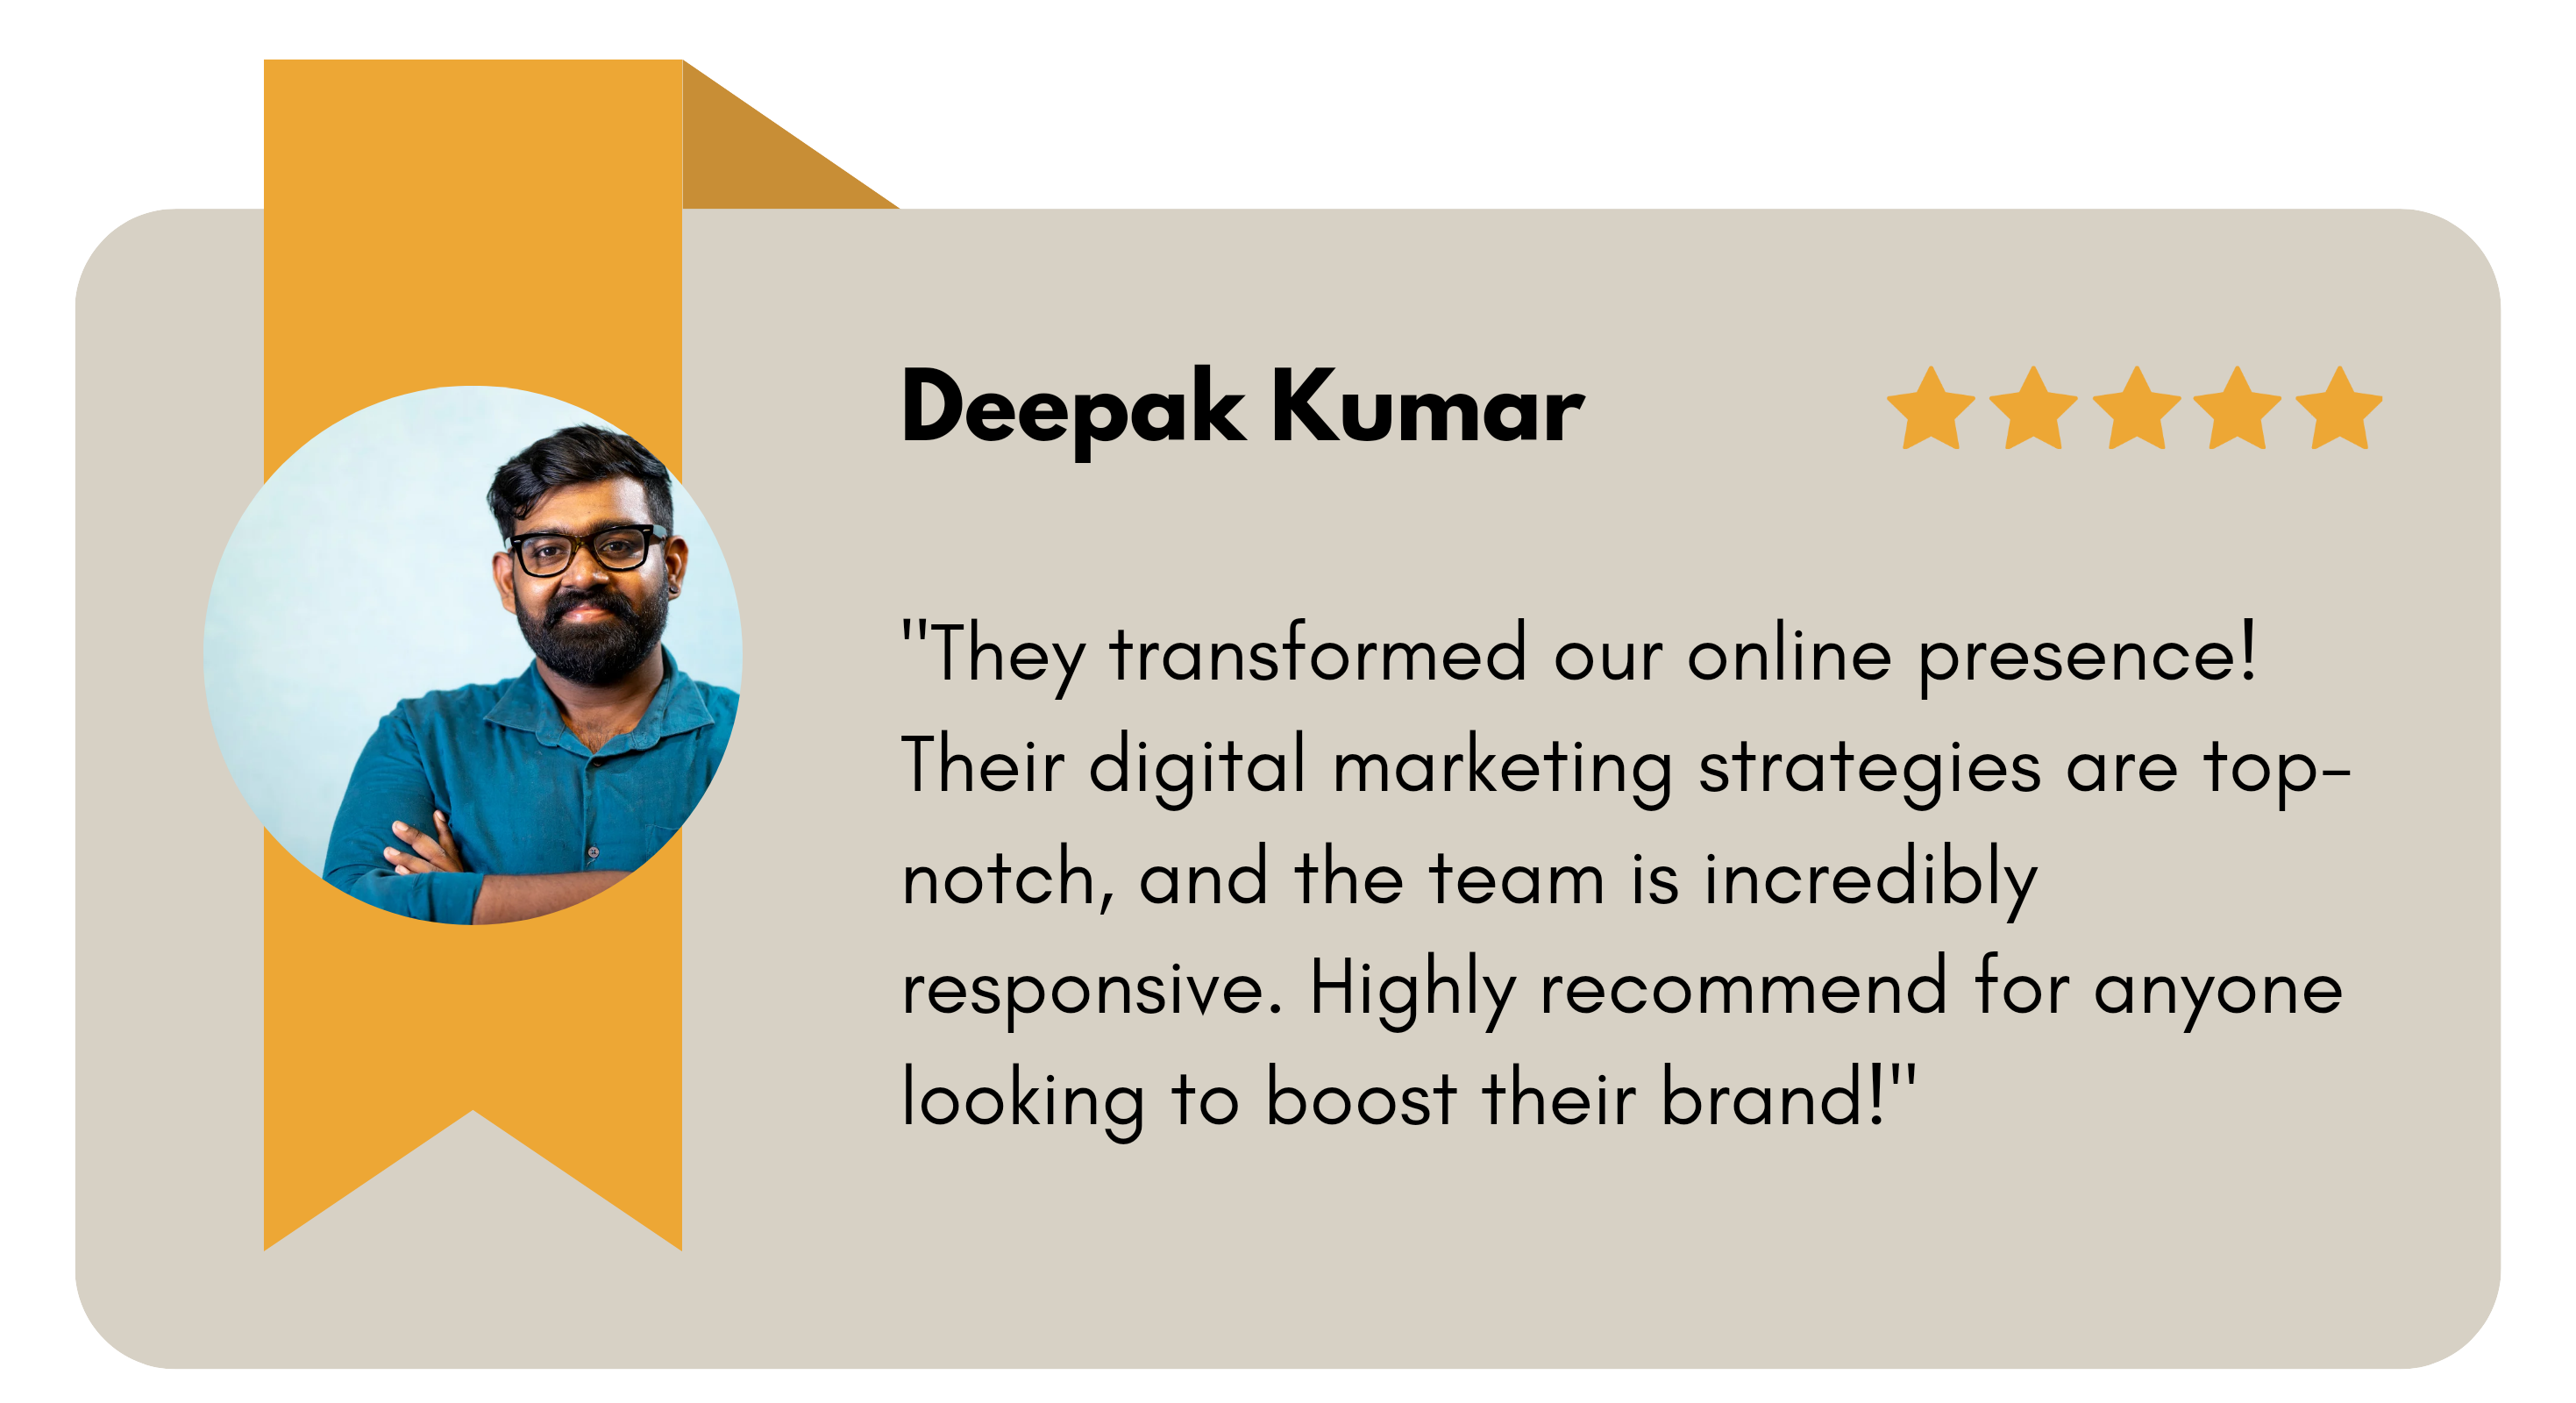 Deepak Kumar
"They transformed our online presence!
Their digital marketing strategies are top-
notch, and the team is incredibly
responsive. Highly recommend for anyone
looking to boost their brand!"